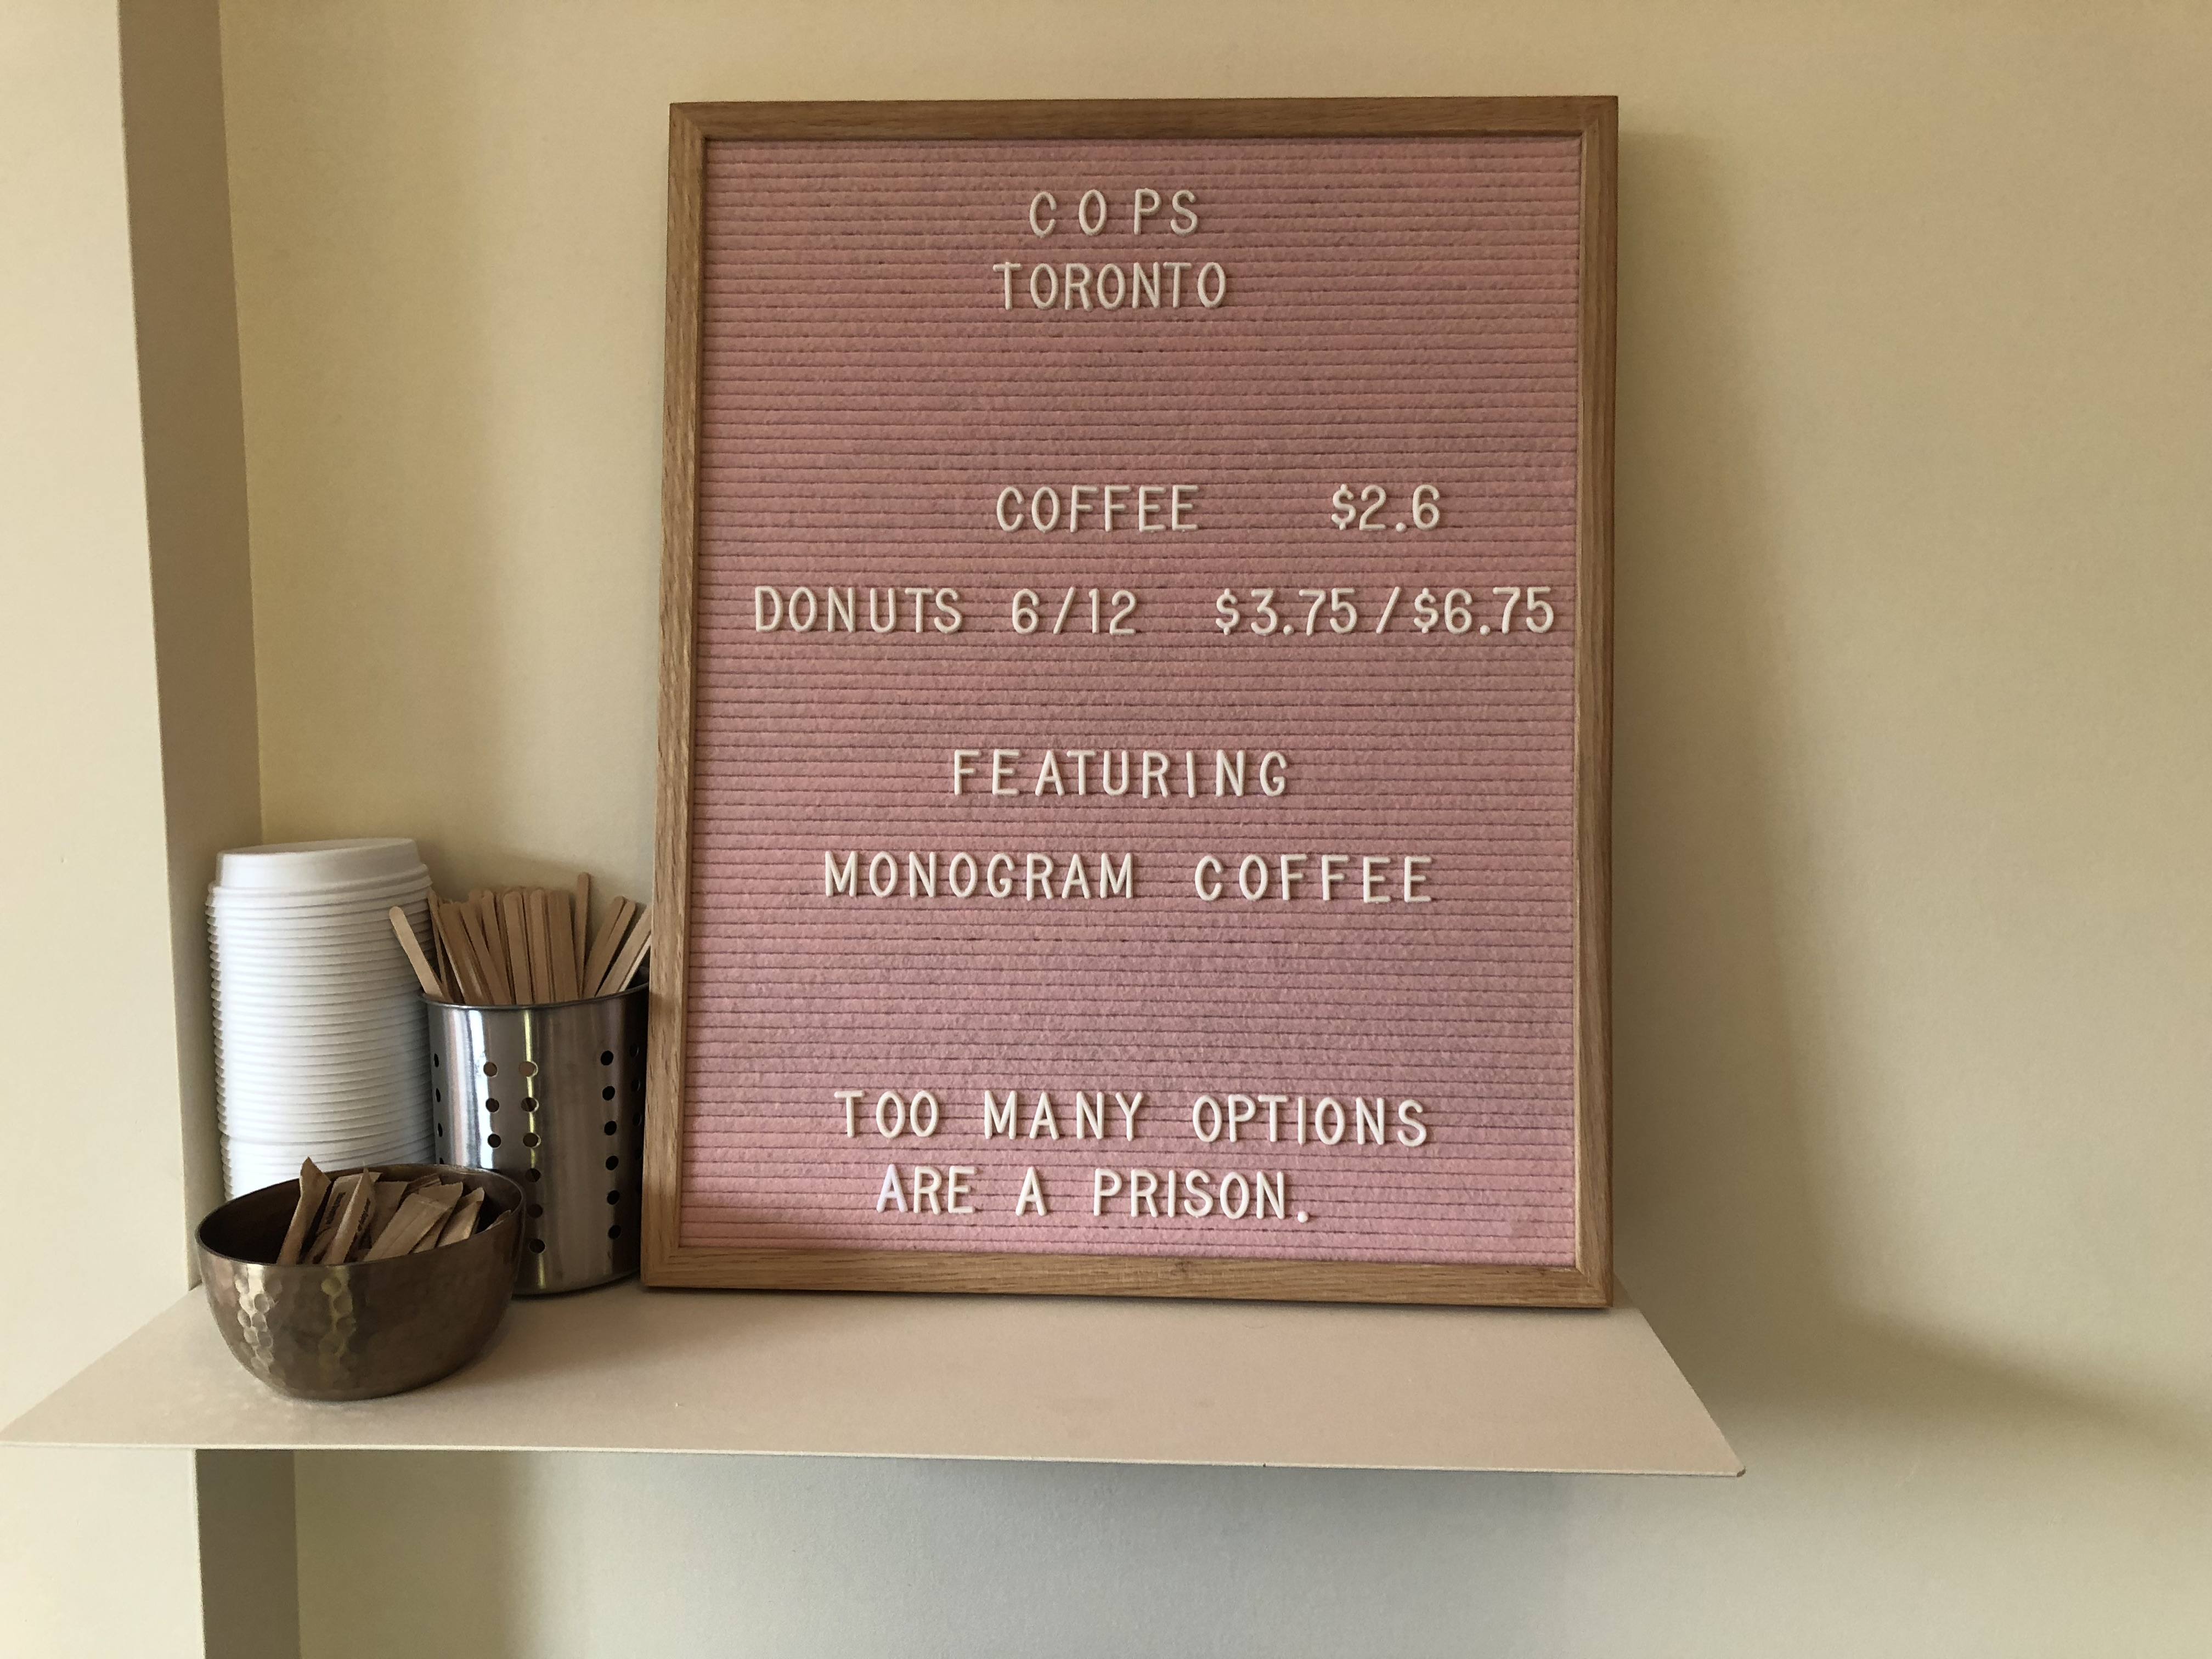 COPS
TORONTO
COFFEE $2.6
DONUTS 6/12 $3.75/$6.75
FEATURING
MONOGRAM COFFEE
TOO MANY OPTIONS
ARE A PRISON.